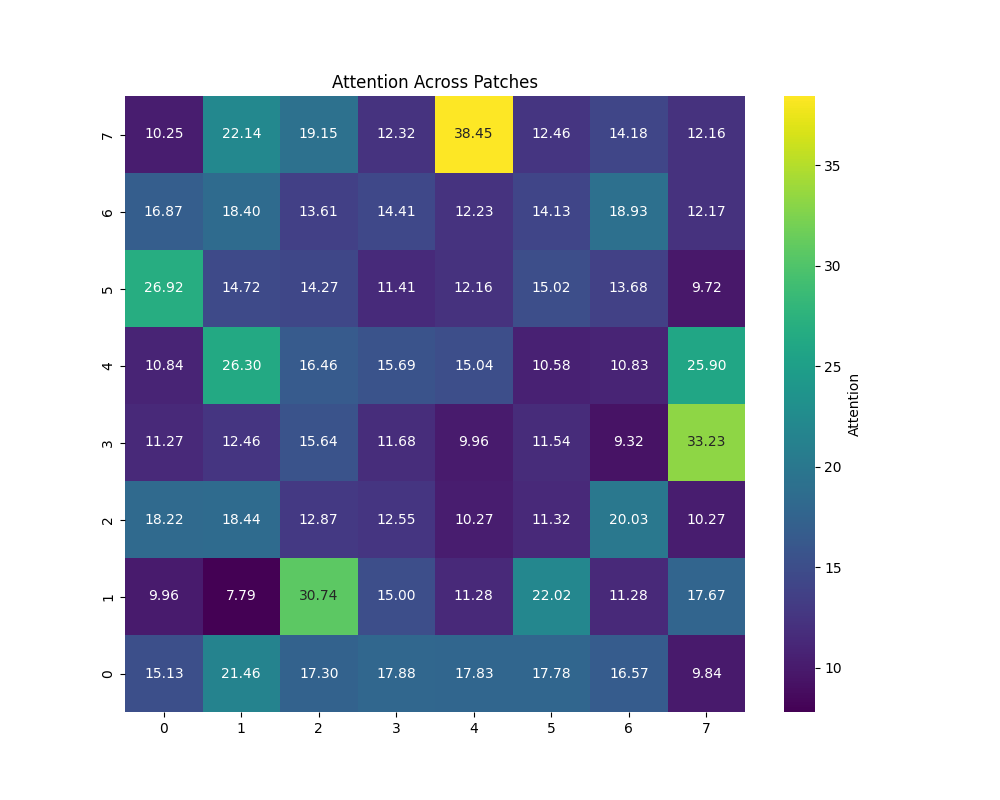 Attention Across Patches
7 10.25 22.14 19.15 12.32 38.45 12.46 14.18 12.16
6 16.87 18.40 13.61 14.41 12.23 14.13 18.93 12.17
5 26.92 14.72 14.27 11.41 12.16 15.02 13.68 9.72
4 10.84 26.30 16.46 15.69 15.04 10.58 10.83 25.90
3 11.27 12.46 15.64 11.68 9.96 11.54 9.32 33.23
2 18.22 18.44 12.87 12.55 10.27 11.32 20.03 10.27
1 9.96 7.79 30.74 15.00 11.28 22.02 11.28 17.67
0 15.13 21.46 17.30 17.88 17.83 17.78 16.57 9.84
0 1 2 3 4 5 6 7
35
30
25
20
15
10
Attention